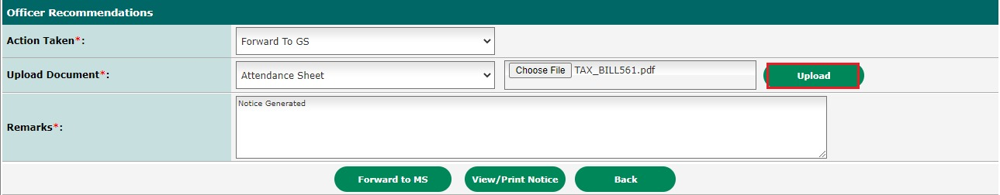 Officer Recommendations
Action Taken*: Forward To GS
Upload Document*: Attendance Sheet Choose File TAX_BILL561.pdf Upload
Notice Generated
Remarks*:
Forward to MS View/Print Notice Back